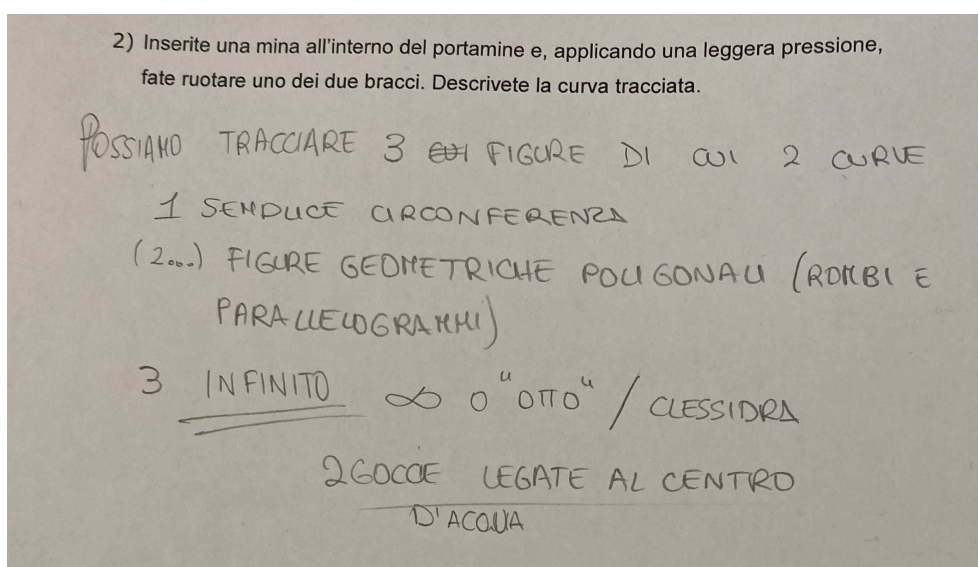 2) Inserite una mina all'interno del portamine e, applicando una leggera pressione,
fate ruotare uno dei due bracci. Descrivete la curva tracciata.
POSSIAMO TRACCIARE 3 FIGURE DI CUI 2 CURVE
1 SEMPLICE CIRCONFERENZA
(2...) FIGURE GEOMETRICHE POLIGONALI (ROMBI E
PARALLELOGRAMMI)
3 INFINITO ∞ O "OTTO" / CLESSIDRA
2 GOCCE LEGATE AL CENTRO
D'ACQUA